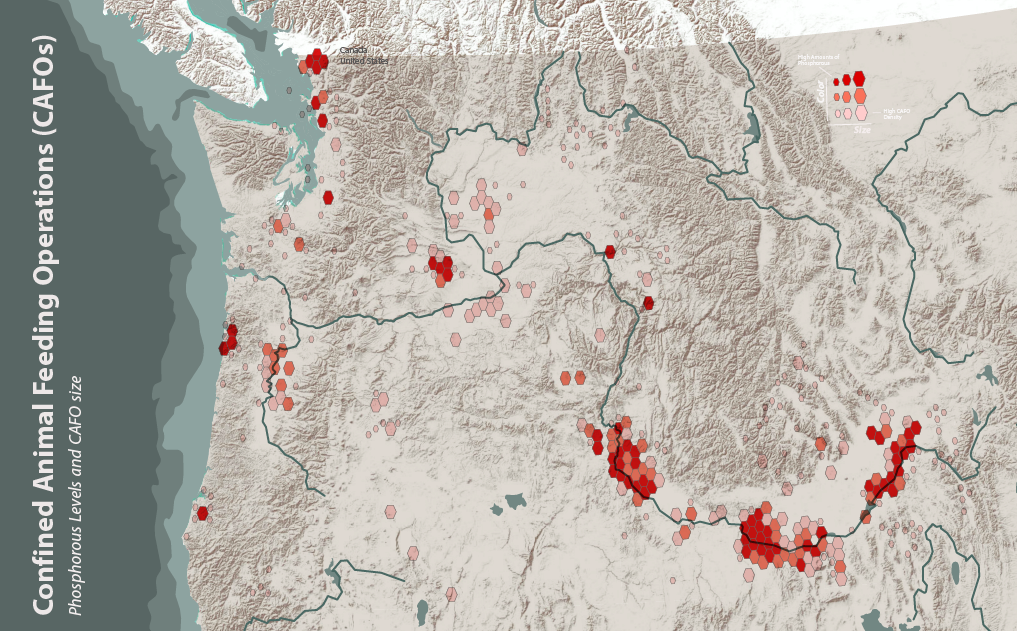 Confined Animal Feeding Operations (CAFOs)
Phosphorous Levels and CAFO size
Canada
United States
High Amounts of
Phosphorous
Color
High CAFO
Density
Size